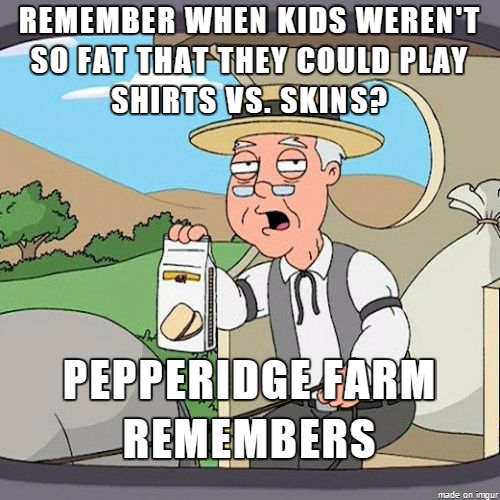 REMEMBER WHEN KIDS WEREN'T
SO FAT THAT THEY COULD PLAY
SHIRTS VS. SKINS?
PEPPERIDGE FARM
REMEMBERS
made on imgur